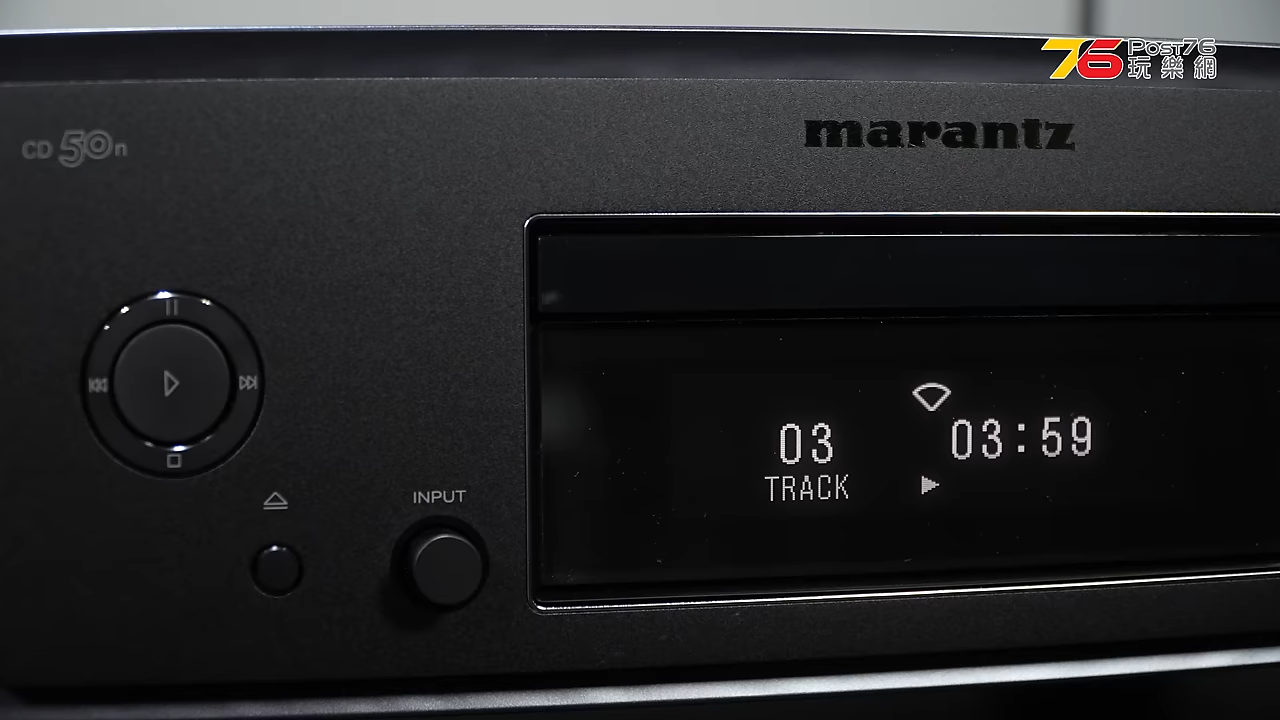 76 Post76
玩樂網
marantz
CD 50n
03 03:59
TRACK
INPUT